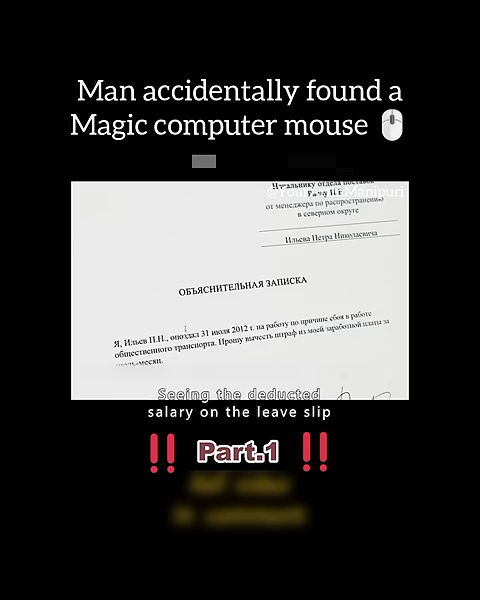 Man accidentally found a
Magic computer mouse 🖱️
Начальнику отдела поставок
от менеджера по распространению
в северном округе
Ильева Петра Николаевича
ОБЪЯСНИТЕЛЬНАЯ ЗАПИСКА
Я, Ильев П.Н., опоздал 31 июля 2012 г. на работу по причине сбоя в работе
общественного транспорта. Прошу вычесть штраф из моей заработной платы за
Seeing the deducted
salary on the leave slip
‼️ Part.1 ‼️